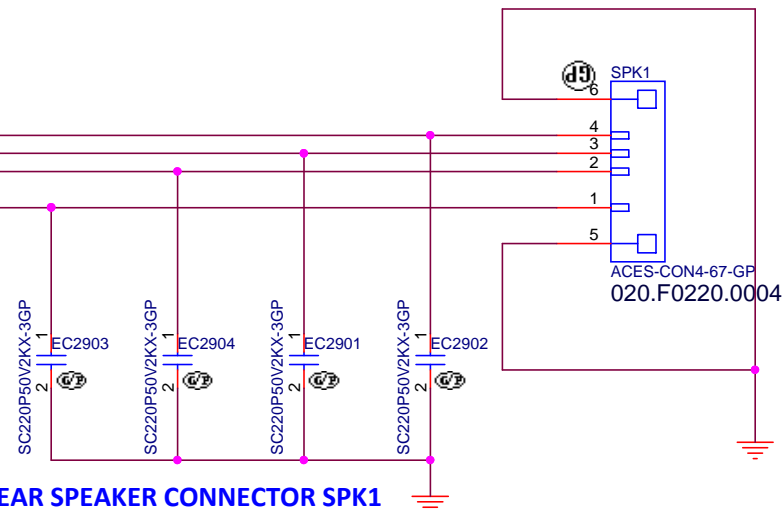 SPK1
GP
6
4
3
2
1
5
ACES-CON4-67-GP
020.F0220.0004
SC220P50V2KX-3GP
1
EC2903
2
G/P
SC220P50V2KX-3GP
1
EC2904
2
G/P
SC220P50V2KX-3GP
1
EC2901
2
G/P
SC220P50V2KX-3GP
1
EC2902
2
G/P
EAR SPEAKER CONNECTOR SPK1